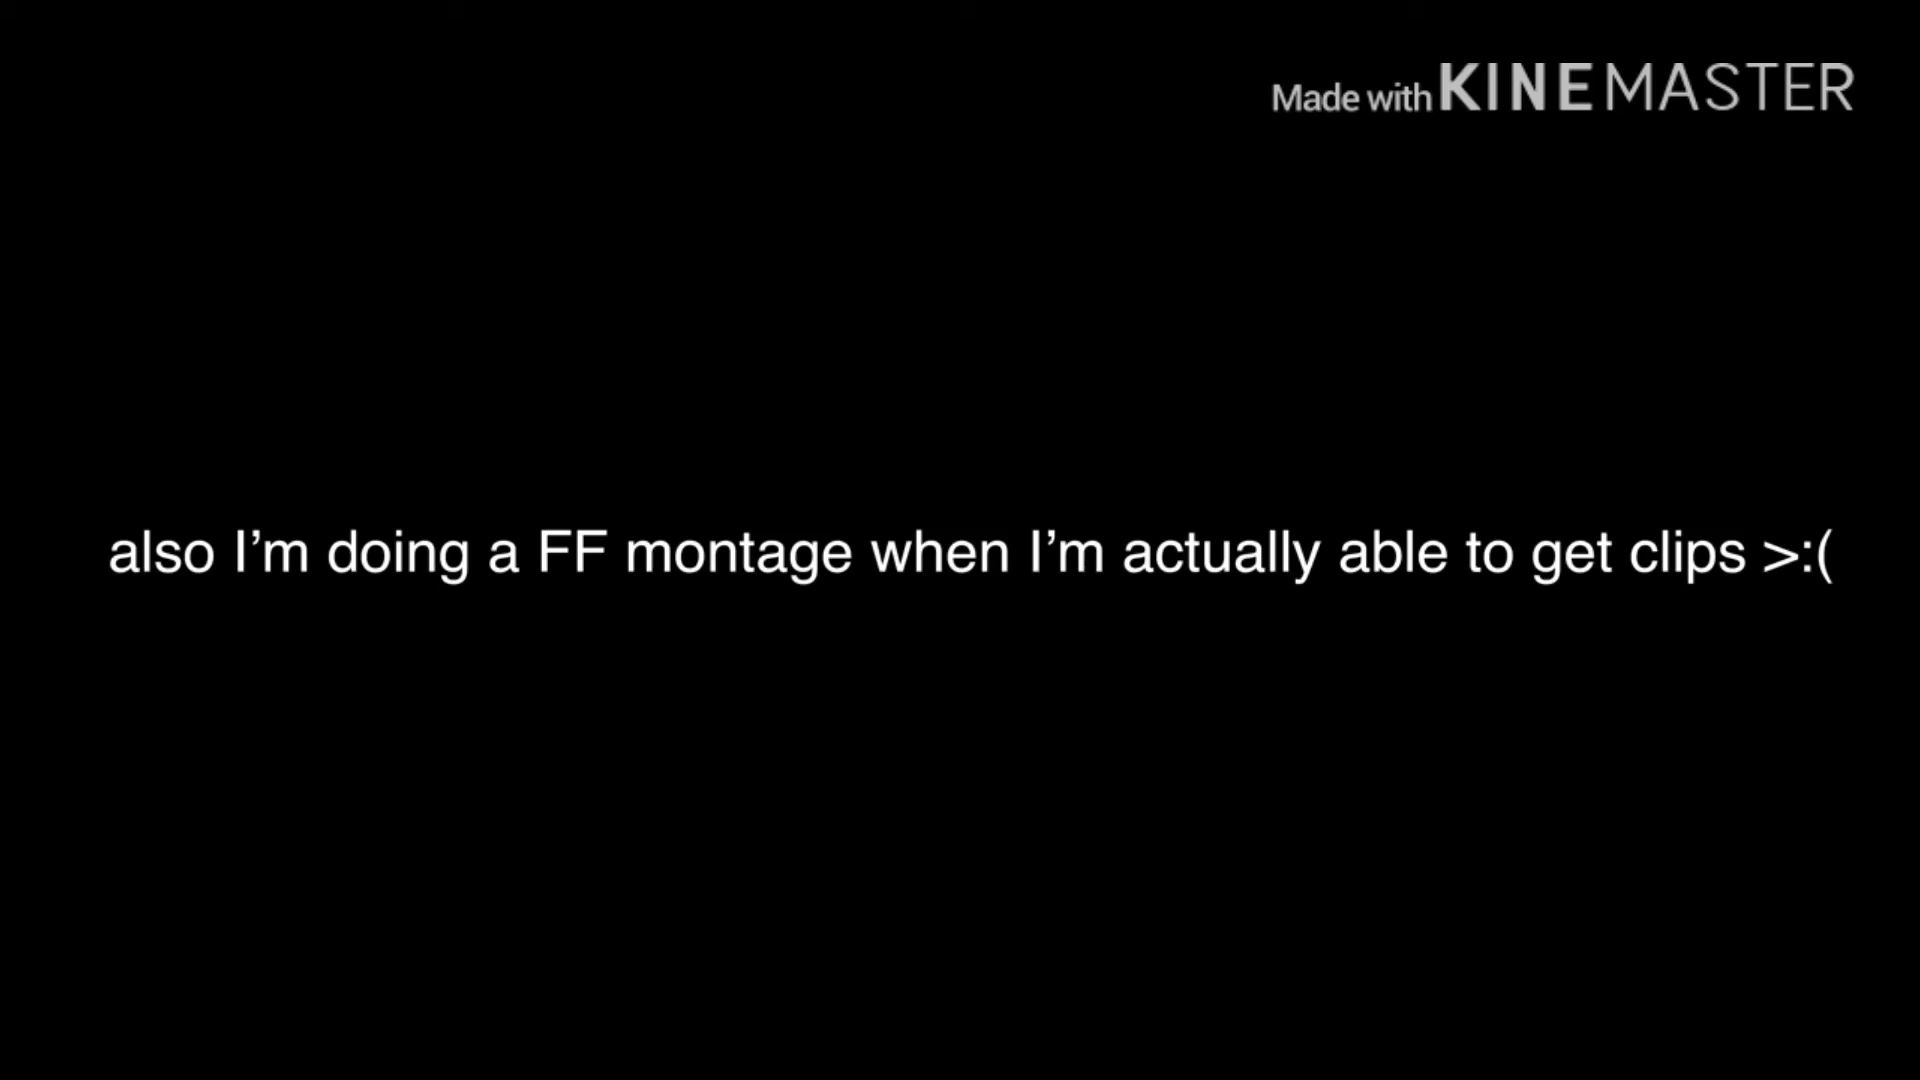 Made with KINEMASTER
also I’m doing a FF montage when I’m actually able to get clips >:(